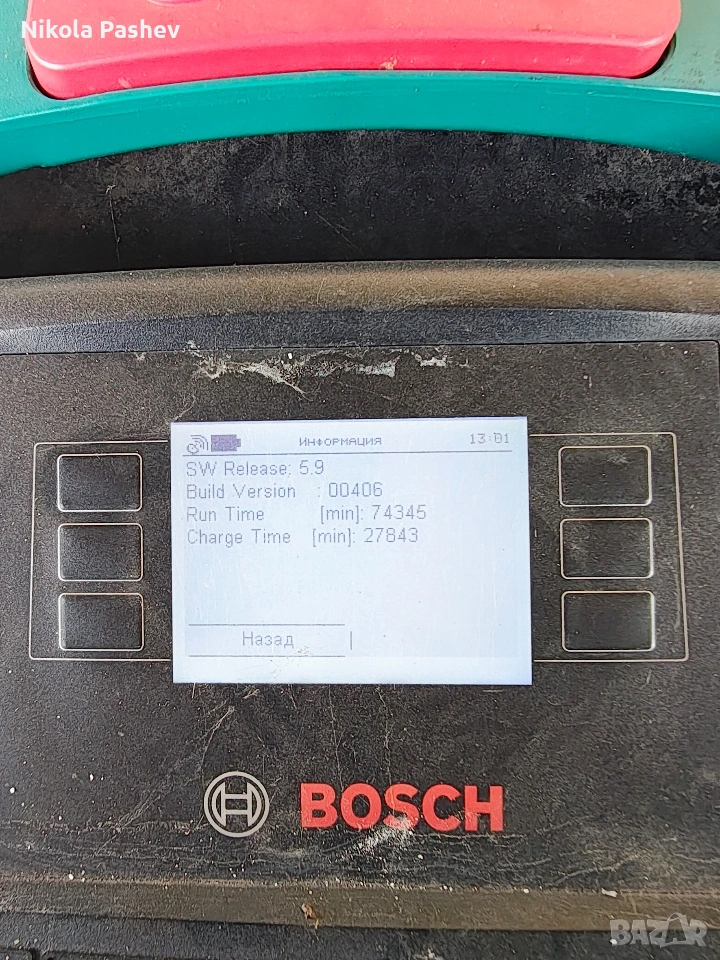 Nikola Pashev
Информация 13:01
SW Release: 5.9
Build Version : 00406
Run Time [min]: 74345
Charge Time [min]: 27843
Назад
BOSCH
BAZAR